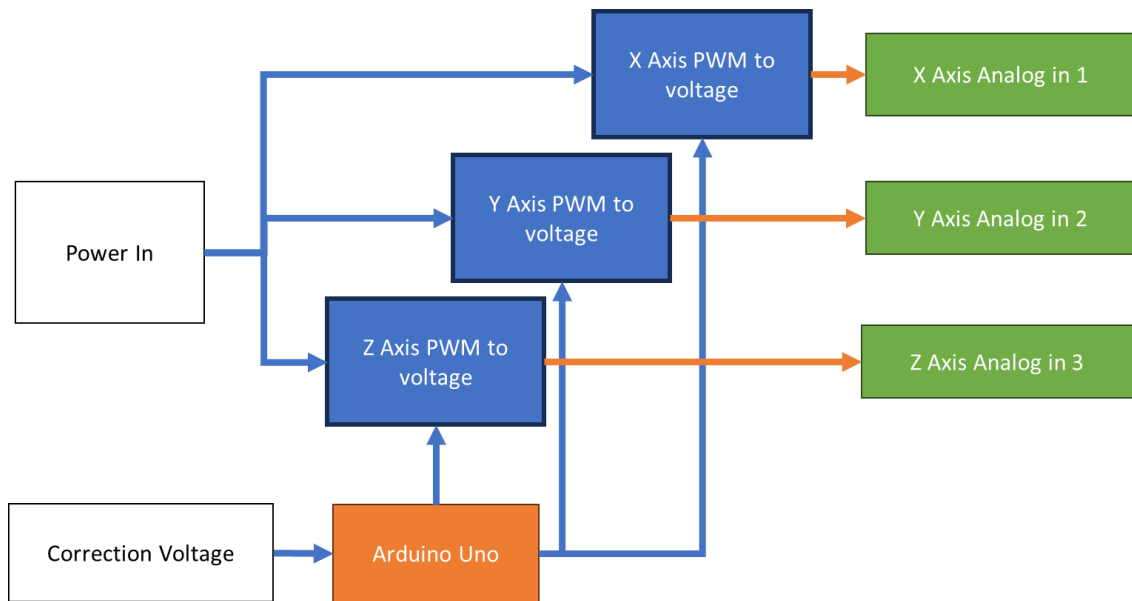 X Axis PWM to
voltage
X Axis Analog in 1
Y Axis PWM to
voltage
Y Axis Analog in 2
Power In
Z Axis PWM to
voltage
Z Axis Analog in 3
Correction Voltage
Arduino Uno